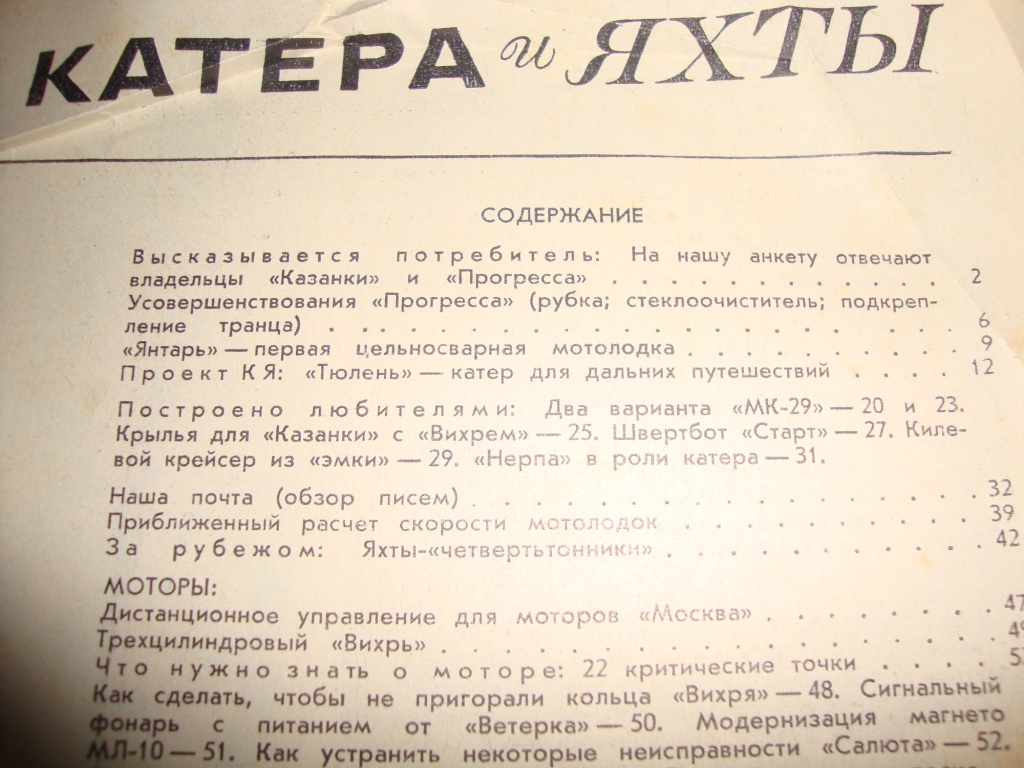 КАТЕРА и ЯХТЫ
СОДЕРЖАНИЕ
Высказывается потребитель: На нашу анкету отвечают
владельцы «Казанки» и «Прогресса» . . . . . . . . . . . . 2
Усовершенствования «Прогресса» (рубка; стеклоочиститель; подкреп-
ление транца) . . . . . . . . . . . . . . . . . . 6
«Янтарь» — первая цельносварная мотолодка . . . . . . . . . 9
Проект КЯ: «Тюлень» — катер для дальних путешествий . . . . 12
Построено любителями: Два варианта «МК-29» — 20 и 23.
Крылья для «Казанки» с «Вихрем» — 25. Швертбот «Старт» — 27. Киле-
вой крейсер из «эмки» — 29. «Нерпа» в роли катера — 31.
Наша почта (обзор писем) . . . . . . . . . . . . . . . 32
Приближенный расчет скорости мотолодок . . . . . . . . . . 39
За рубежом: Яхты-«четвертьтонники» . . . . . . . . . . . 42
МОТОРЫ:
Дистанционное управление для моторов «Москва» . . . . . . . 47
Трехцилиндровый «Вихрь» . . . . . . . . . . . . . . . 49
Что нужно знать о моторе: 22 критические точки . . . .
Как сделать, чтобы не пригорали кольца «Вихря» — 48. Сигнальный
фонарь с питанием от «Ветерка» — 50. Модернизация магнето
МЛ-10 — 51. Как устранить некоторые неисправности «Салюта» — 52.